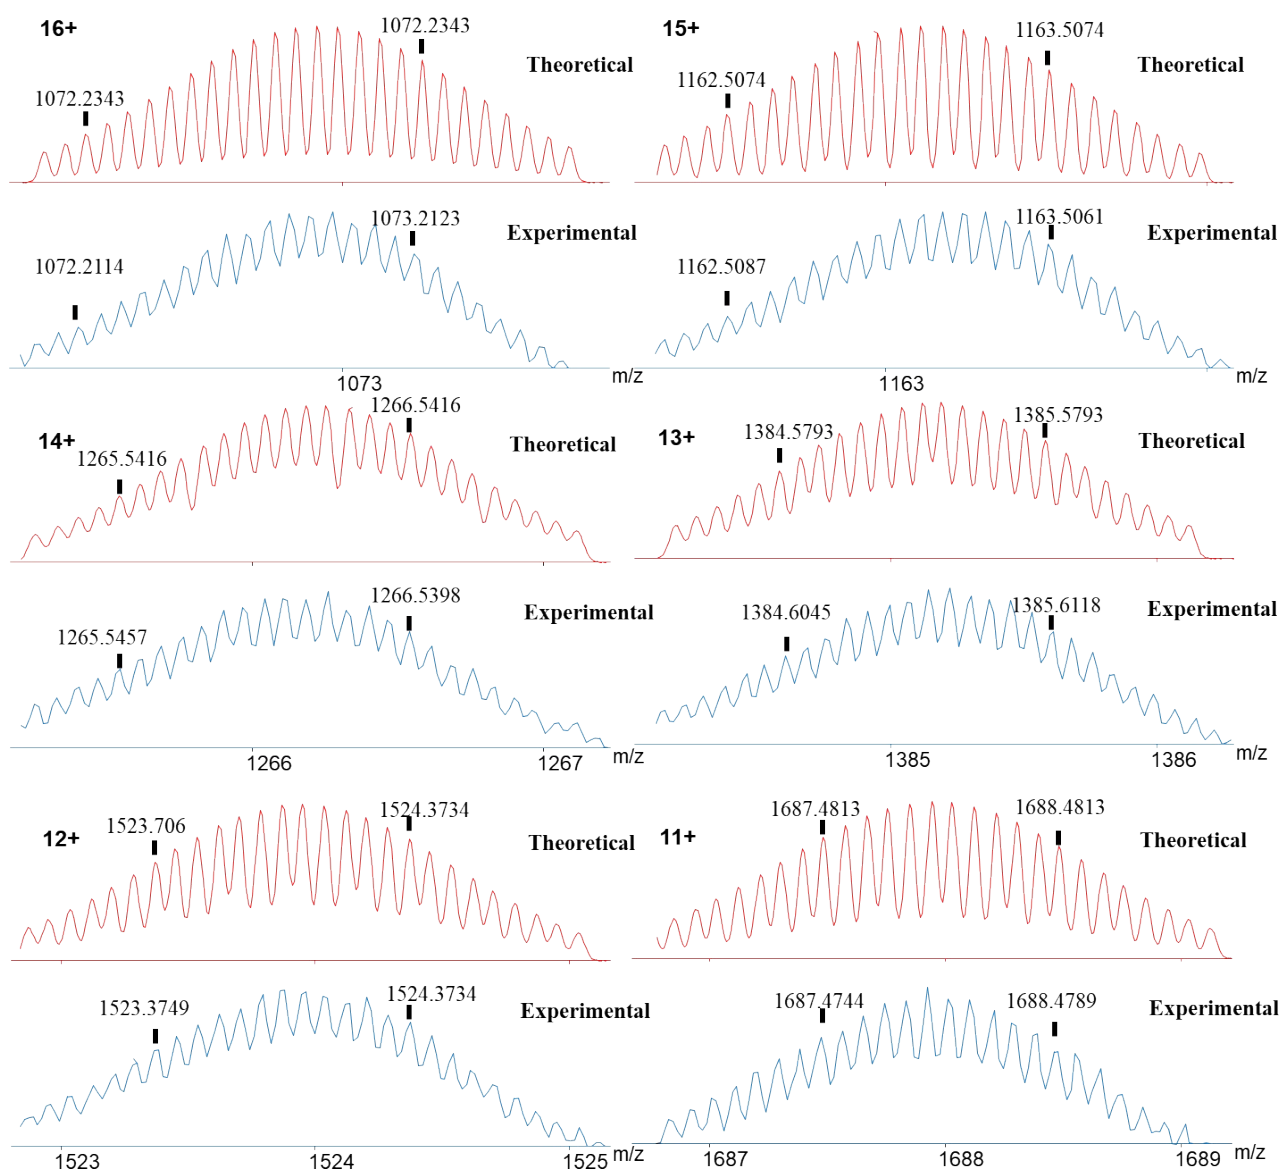 16+
1072.2343
Theoretical
1072.2343
15+
1163.5074
Theoretical
1162.5074
1073.2123
Experimental
1072.2114
1163.5061
Experimental
1162.5087
1073
m/z
1163
m/z
14+
1266.5416
Theoretical
1265.5416
13+
1385.5793
Theoretical
1384.5793
1266.5398
Experimental
1265.5457
1385.6118
Experimental
1384.6045
1266
1267
m/z
1385
1386
m/z
12+
1524.3734
Theoretical
1523.706
11+
1688.4813
Theoretical
1687.4813
1524.3734
Experimental
1523.3749
1688.4789
Experimental
1687.4744
1523
1524
1525
m/z
1687
1688
1689
m/z